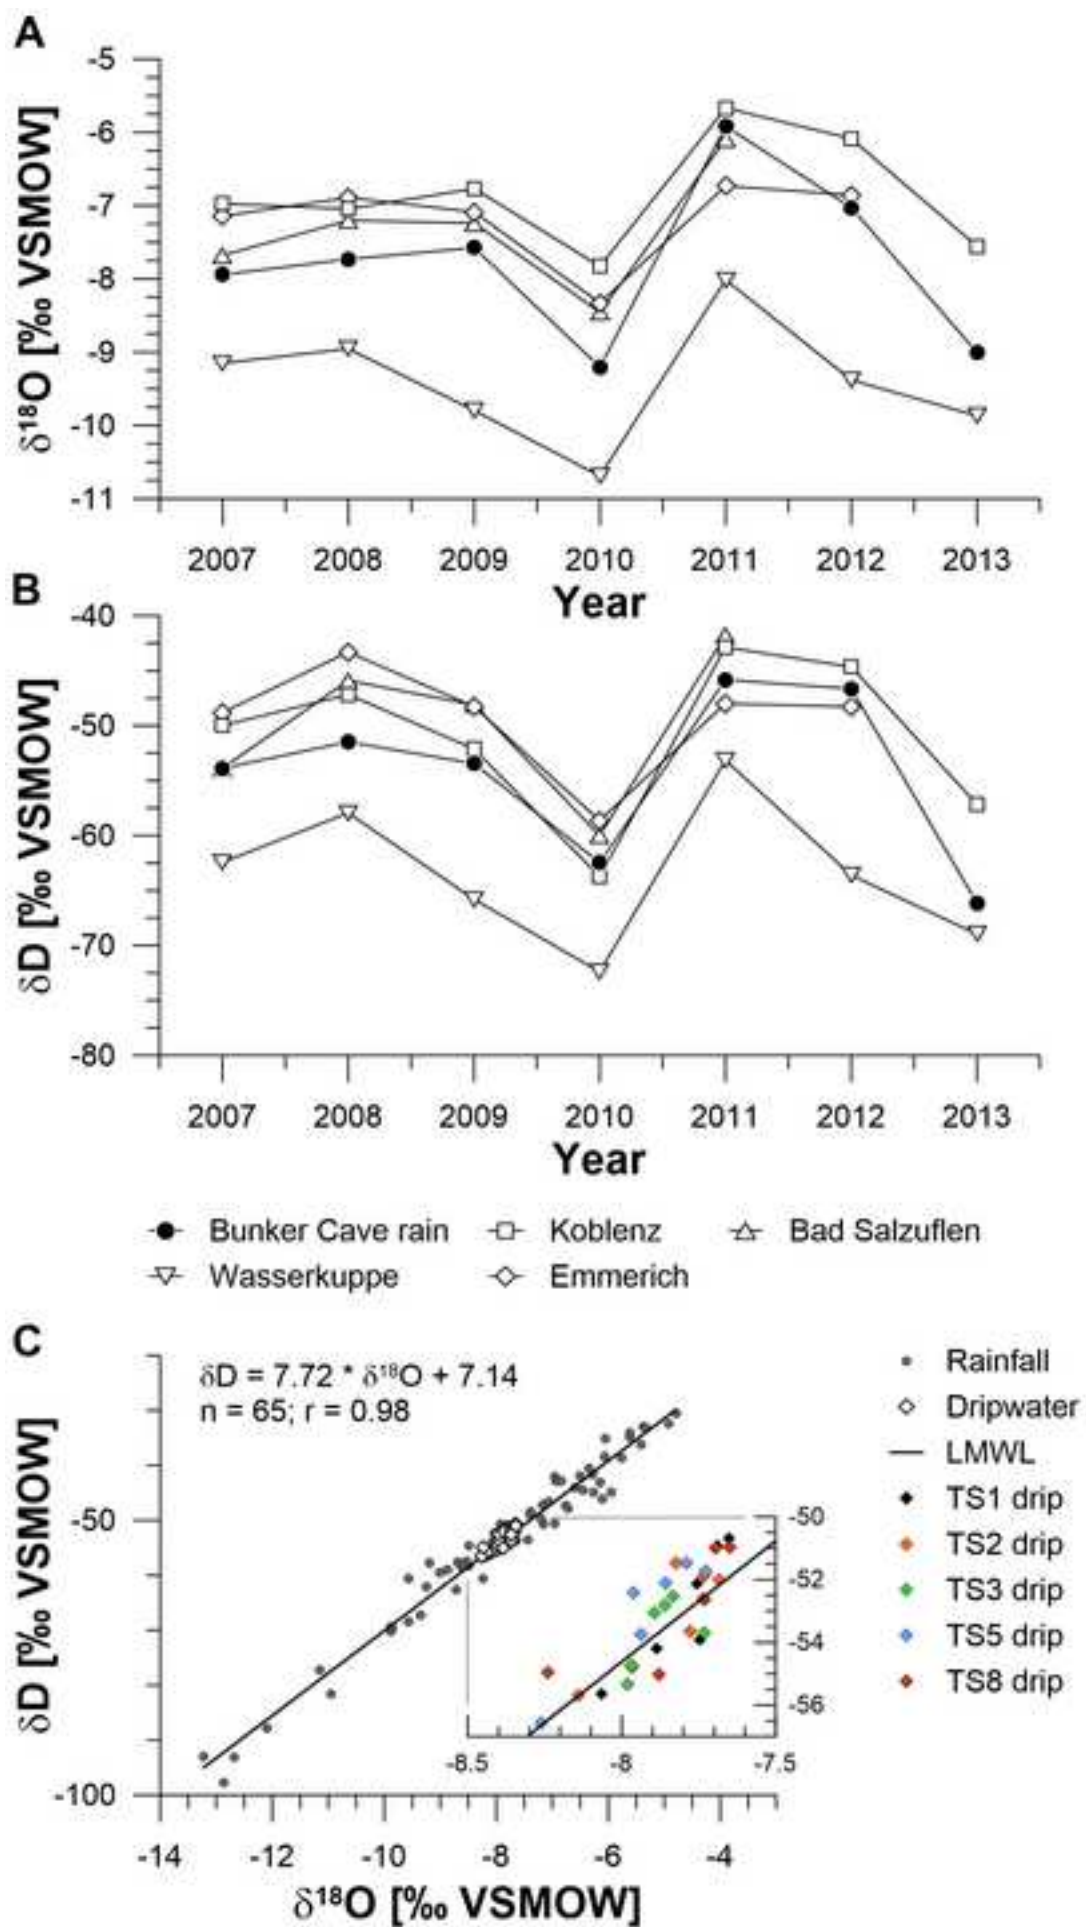 A
δ¹⁸O [‰ VSMOW]
-5
-6
-7
-8
-9
-10
-11
2007 2008 2009 2010 2011 2012 2013
Year
B
δD [‰ VSMOW]
-40
-50
-60
-70
-80
2007 2008 2009 2010 2011 2012 2013
Year
Bunker Cave rain Koblenz Bad Salzuflen
Wasserkuppe Emmerich
C
δD = 7.72 * δ¹⁸O + 7.14
n = 65; r = 0.98
δD [‰ VSMOW]
-50
-100
-14 -12 -10 -8 -6 -4
δ¹⁸O [‰ VSMOW]
-50
-52
-54
-56
-8.5 -8 -7.5
Rainfall
Dripwater
LMWL
TS1 drip
TS2 drip
TS3 drip
TS5 drip
TS8 drip